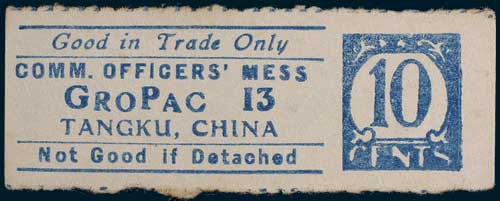 Good in Trade Only
COMM. OFFICERS' MESS
GROPAC 13
TANGKU, CHINA
Not Good if Detached
10
CENTS